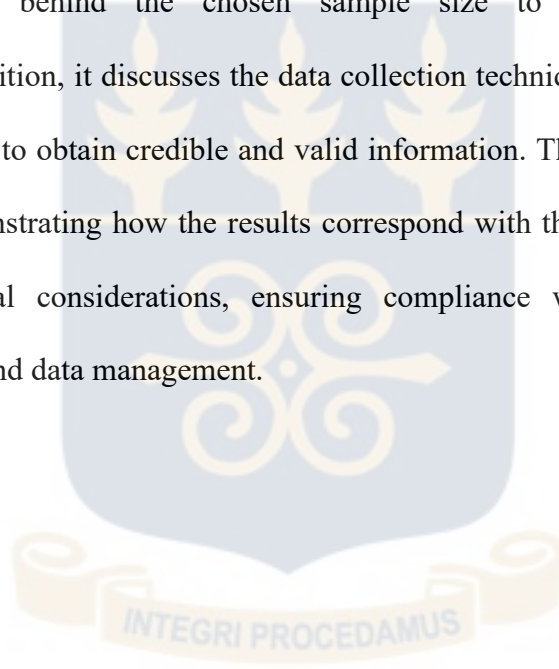 behind the chosen sample size to
ition, it discusses the data collection techni
to obtain credible and valid information. T
nstrating how the results correspond with th
al considerations, ensuring compliance
nd data management.
INTEGRI PROCEDAMUS